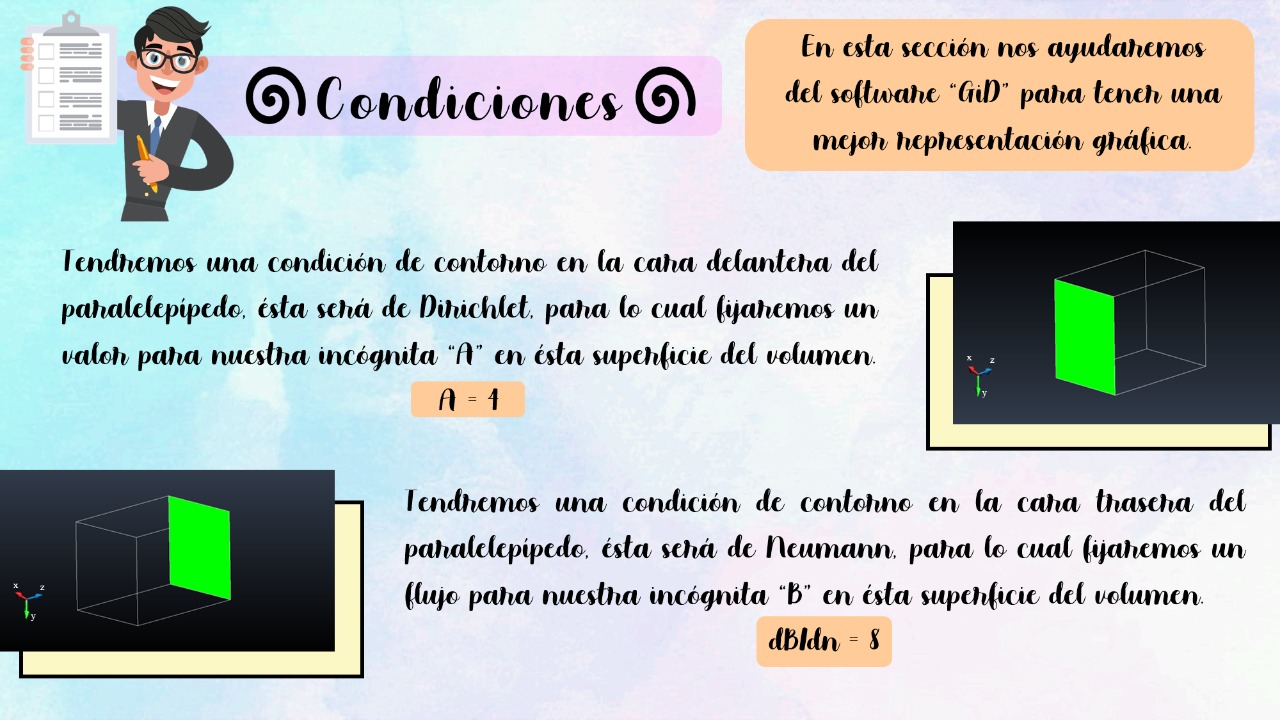 Condiciones
En esta sección nos ayudaremos
del software “GiD” para tener una
mejor representación gráfica.
Tendremos una condición de contorno en la cara delantera del
paralelepípedo, ésta será de Dirichlet, para lo cual fijaremos un
valor para nuestra incógnita “A” en ésta superficie del volumen.
A = 4
x z
y
Tendremos una condición de contorno en la cara trasera del
paralelepípedo, ésta será de Neumann, para lo cual fijaremos un
flujo para nuestra incógnita “B” en ésta superficie del volumen.
dB/dn = 8
x z
y